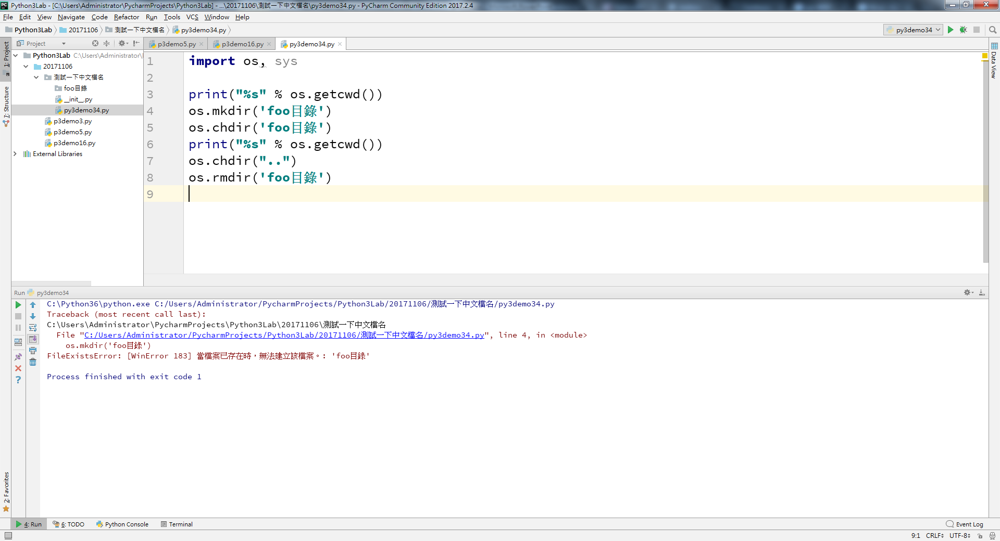 Python3Lab - [C:\Users\Administrator\PycharmProjects\Python3Lab] - ...\20171106\測試一下中文檔名\py3demo34.py - PyCharm Community Edition 2017.2.4
File Edit View Navigate Code Refactor Run Tools VCS Window Help
Python3Lab 20171106 測試一下中文檔名 py3demo34.py py3demo34
Project p3demo5.py p3demo16.py py3demo34.py
1: Project
7: Structure
2: Favorites
Data View
Python3Lab C:\Users\Administrator\
20171106
測試一下中文檔名
foo目錄
__init__.py
py3demo34.py
p3demo3.py
p3demo5.py
p3demo16.py
External Libraries
1 import os, sys
2
3 print("%s" % os.getcwd())
4 os.mkdir('foo目錄')
5 os.chdir('foo目錄')
6 print("%s" % os.getcwd())
7 os.chdir("..")
8 os.rmdir('foo目錄')
9
Run py3demo34
C:\Python36\python.exe C:/Users/Administrator/PycharmProjects/Python3Lab/20171106/測試一下中文檔名/py3demo34.py
Traceback (most recent call last):
C:\Users\Administrator\PycharmProjects\Python3Lab\20171106\測試一下中文檔名
File "C:/Users/Administrator/PycharmProjects/Python3Lab/20171106/測試一下中文檔名/py3demo34.py", line 4, in <module>
os.mkdir('foo目錄')
FileExistsError: [WinError 183] 當檔案已存在時，無法建立該檔案。: 'foo目錄'
Process finished with exit code 1
4: Run 6: TODO Python Console Terminal Event Log
9:1 CRLF UTF-8